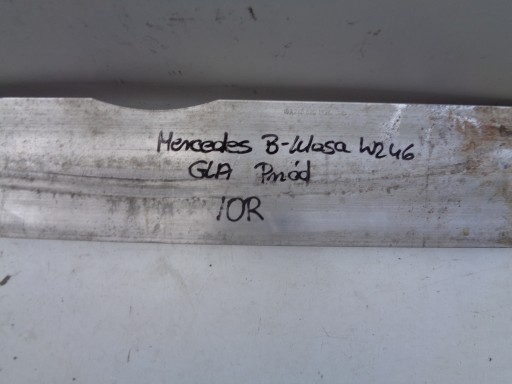 Mercedes B-klasa W246
GLA Przód
10R